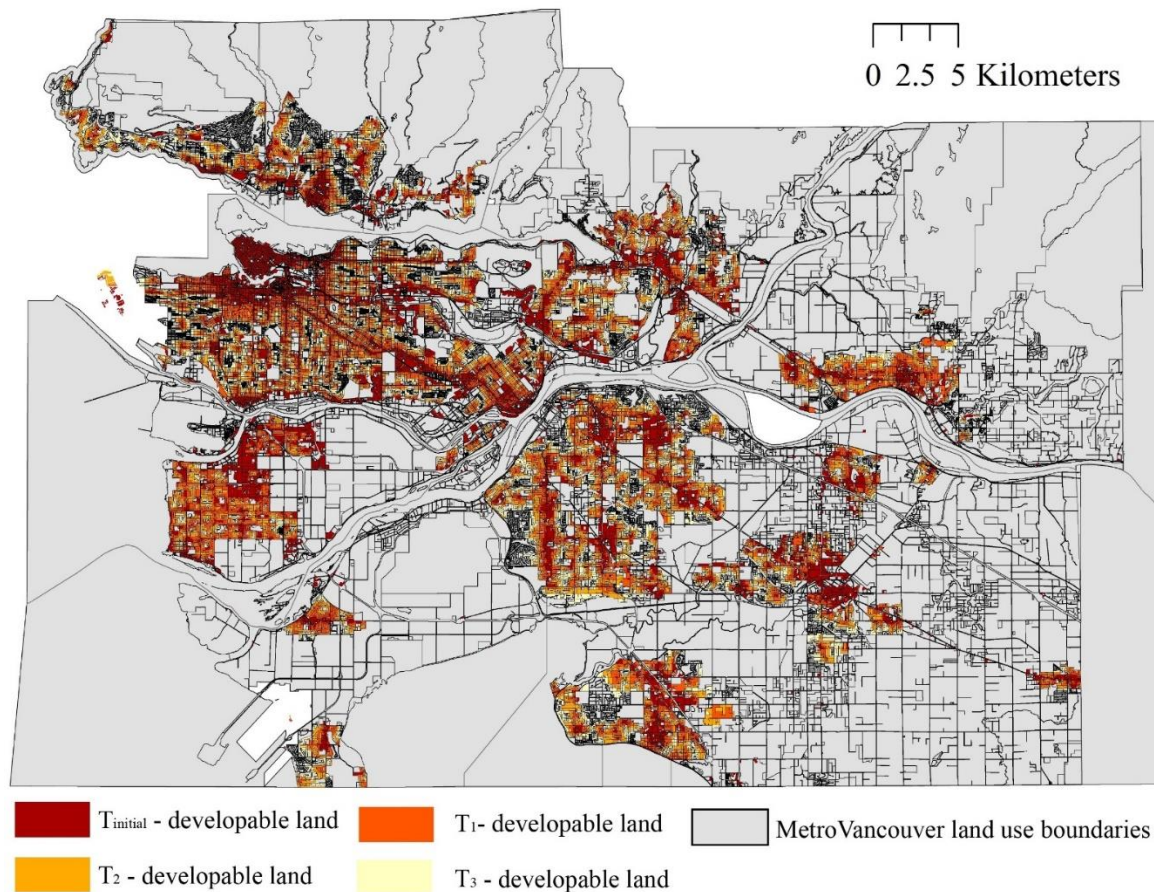 0 2.5 5 Kilometers
Tinitial - developable land
T1- developable land
MetroVancouver land use boundaries
T2 - developable land
T3 - developable land